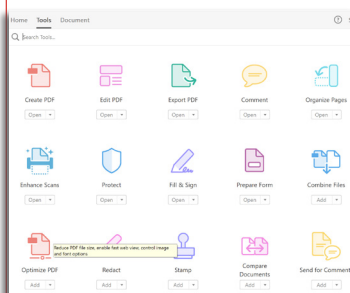 Home Tools Document
Search Tools...
Create PDF Edit PDF Export PDF Comment Organize Pages
Open Open Open Open Open
Enhance Scans Protect Fill & Sign Prepare Form Combine Files
Open Open Open Open Add
Reduce PDF file size, enable fast web view, control image
and font options
Optimize PDF Redact Stamp Compare Documents Send for Comment
Add Add Add Add Add